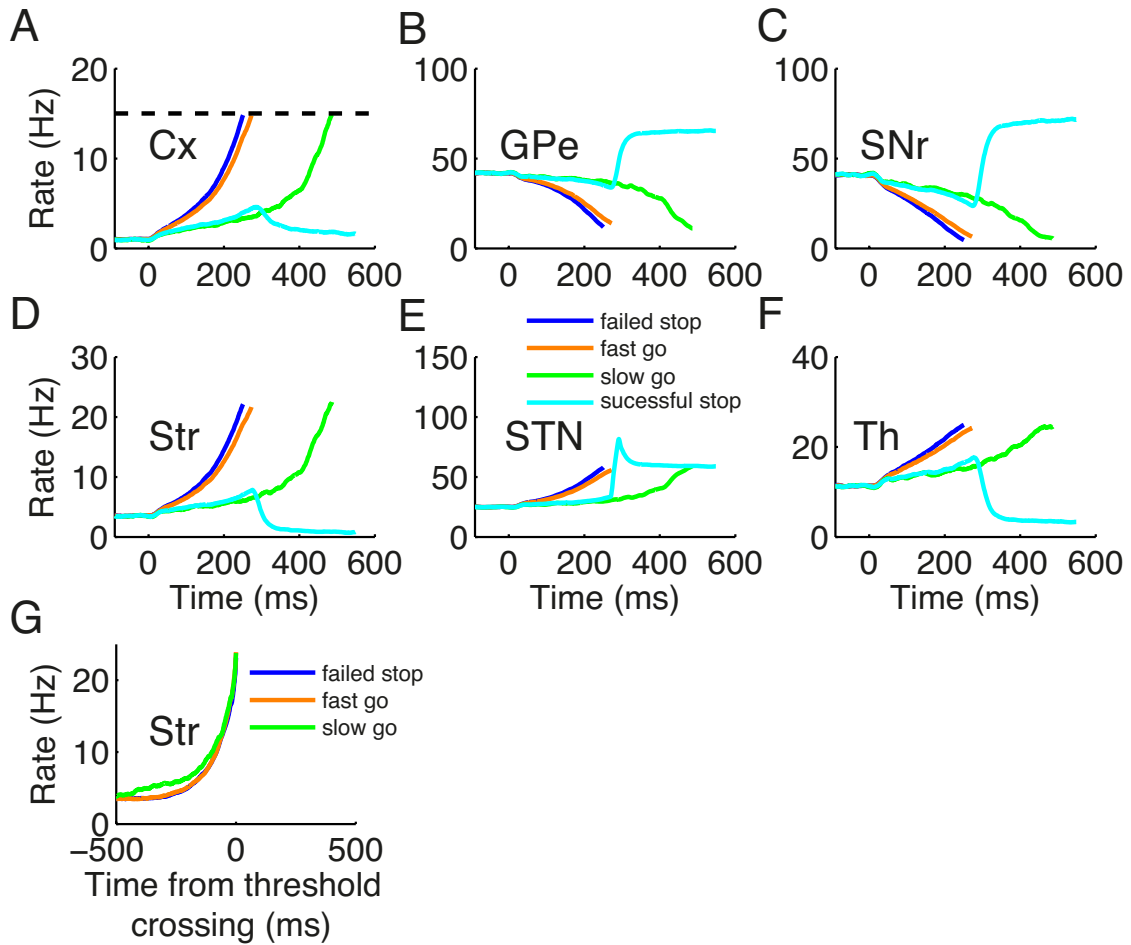 A
B
C
20
10
0
Rate (Hz)
Cx
0 200 400 600
100
50
0
GPe
0 200 400 600
100
50
0
SNr
0 200 400 600
D
E
F
failed stop
fast go
slow go
sucessful stop
30
20
10
0
Rate (Hz)
Str
0 200 400 600
Time (ms)
150
100
50
0
STN
0 200 400 600
Time (ms)
40
20
0
Th
0 200 400 600
Time (ms)
G
20
10
0
Rate (Hz)
Str
failed stop
fast go
slow go
−500 0 500
Time from threshold
crossing (ms)